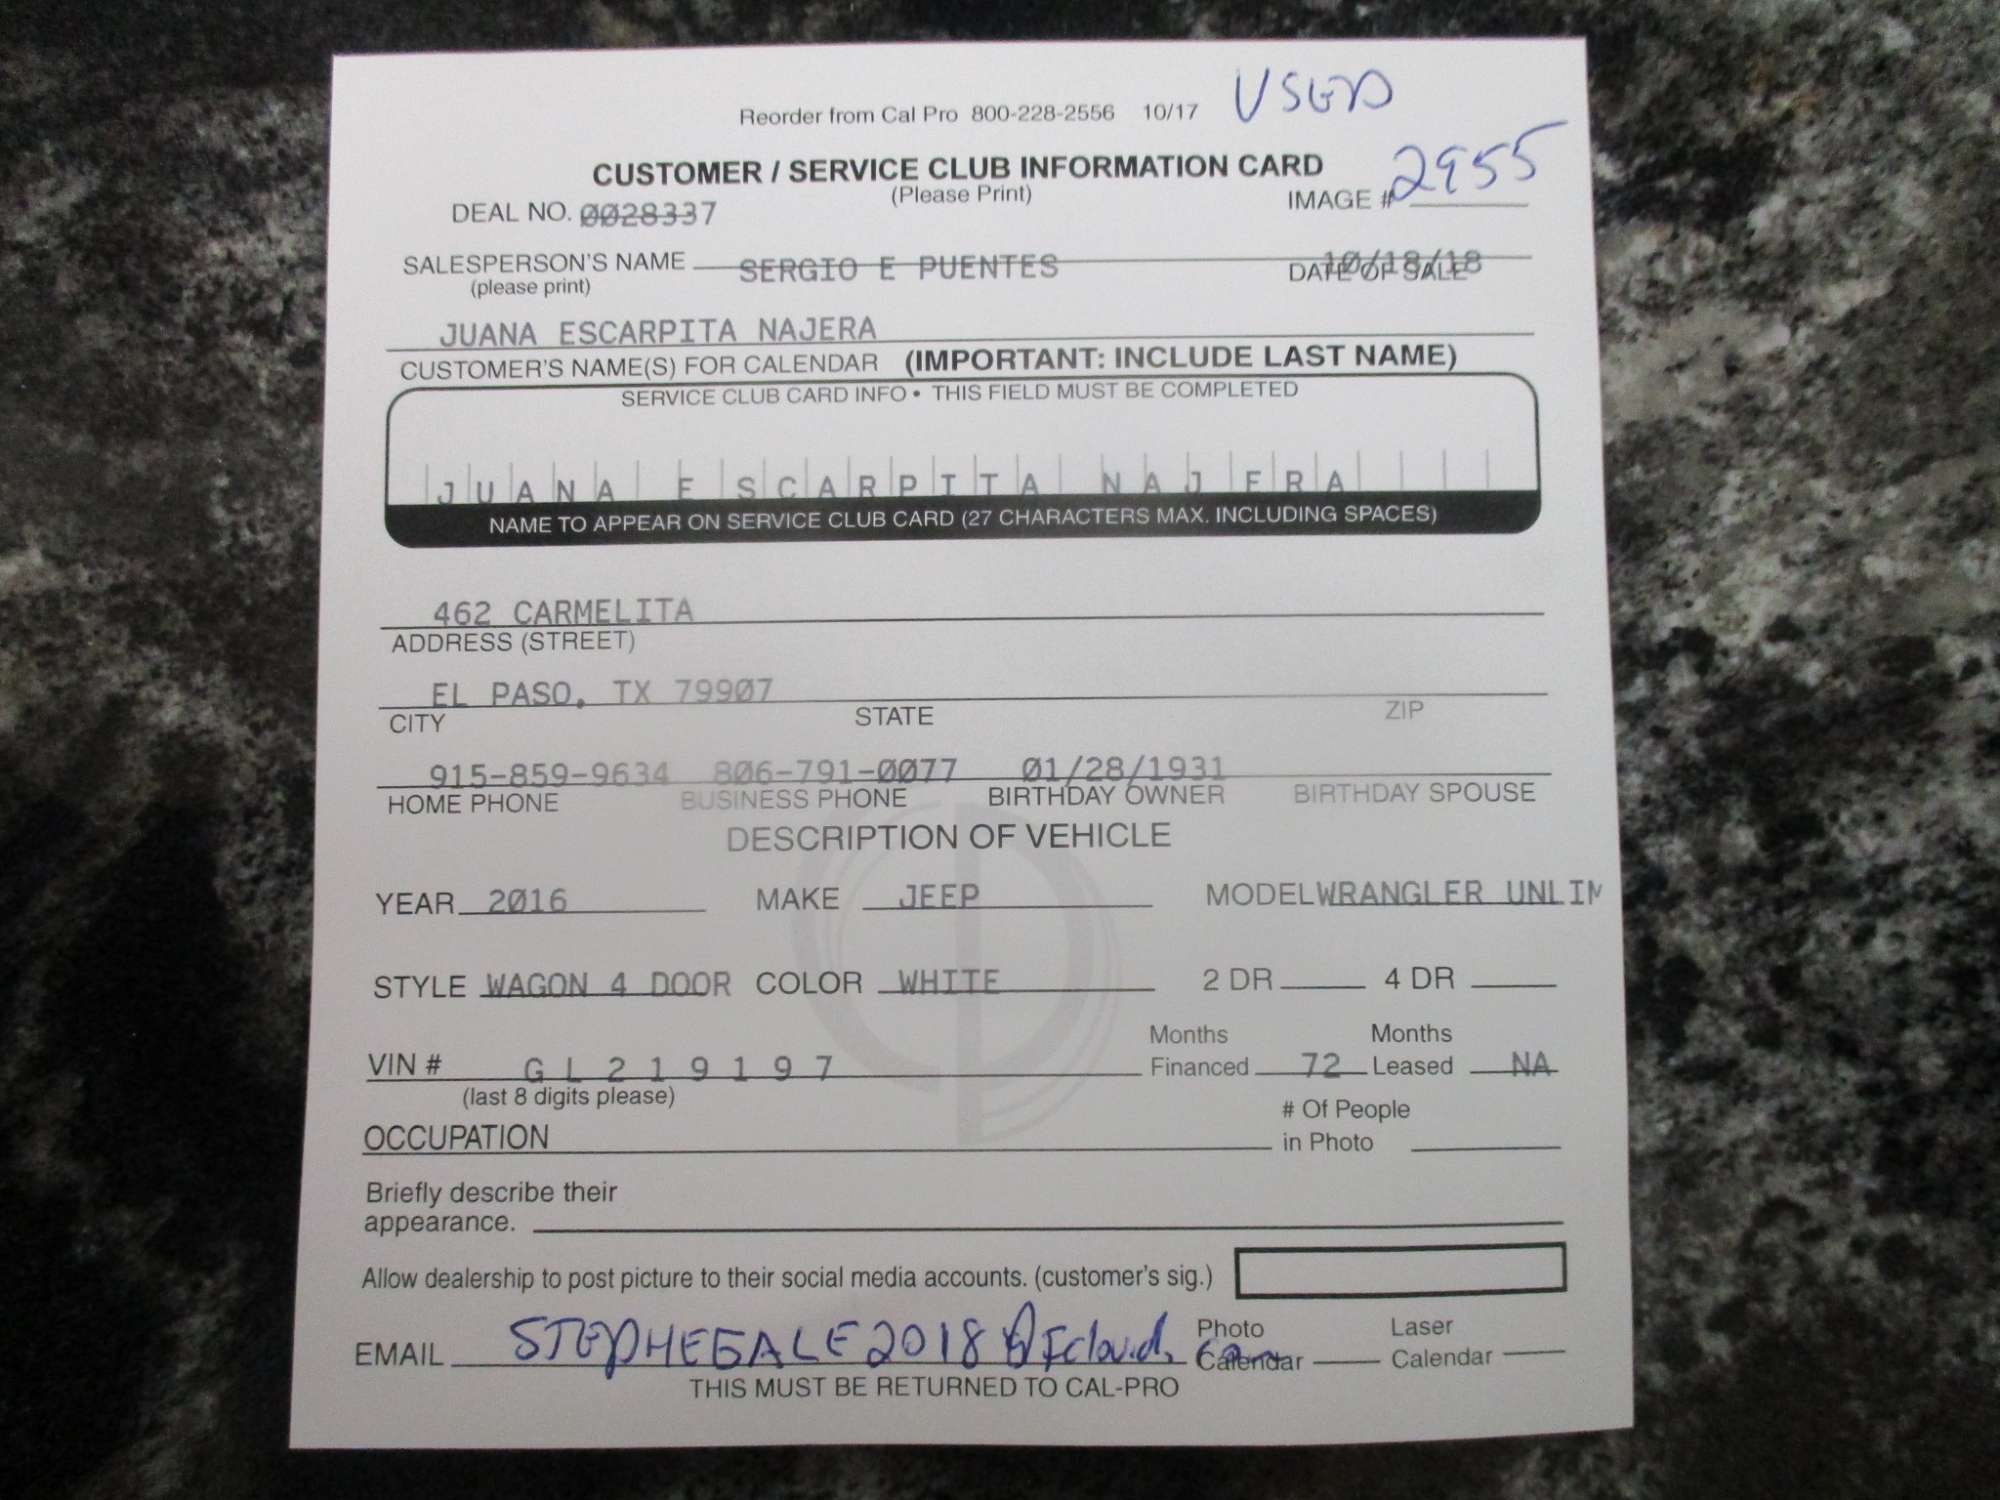 Reorder from Cal Pro 800-228-2556 10/17 USED
CUSTOMER / SERVICE CLUB INFORMATION CARD
(Please Print)
IMAGE # 2955
DEAL NO. 0028337
SALESPERSON'S NAME SERGIO E PUENTES DATE OF SALE 10/18/18
(please print)
JUANA ESCARPITA NAJERA
CUSTOMER'S NAME(S) FOR CALENDAR (IMPORTANT: INCLUDE LAST NAME)
SERVICE CLUB CARD INFO • THIS FIELD MUST BE COMPLETED
JUANA ESCARPITA NAJERA
NAME TO APPEAR ON SERVICE CLUB CARD (27 CHARACTERS MAX. INCLUDING SPACES)
462 CARMELITA
ADDRESS (STREET)
EL PASO, TX 79907
CITY STATE ZIP
915-859-9634 806-791-0077 01/28/1931
HOME PHONE BUSINESS PHONE BIRTHDAY OWNER BIRTHDAY SPOUSE
DESCRIPTION OF VEHICLE
YEAR 2016 MAKE JEEP MODEL WRANGLER UNLIM
STYLE WAGON 4 DOOR COLOR WHITE 2 DR 4 DR
Months Months
VIN # GL219197 Financed 72 Leased NA
(last 8 digits please)
# Of People
OCCUPATION in Photo
Briefly describe their
appearance.
Allow dealership to post picture to their social media accounts. (customer's sig.)
Photo Laser
EMAIL @Icloud. Com Calendar Calendar
THIS MUST BE RETURNED TO CAL-PRO